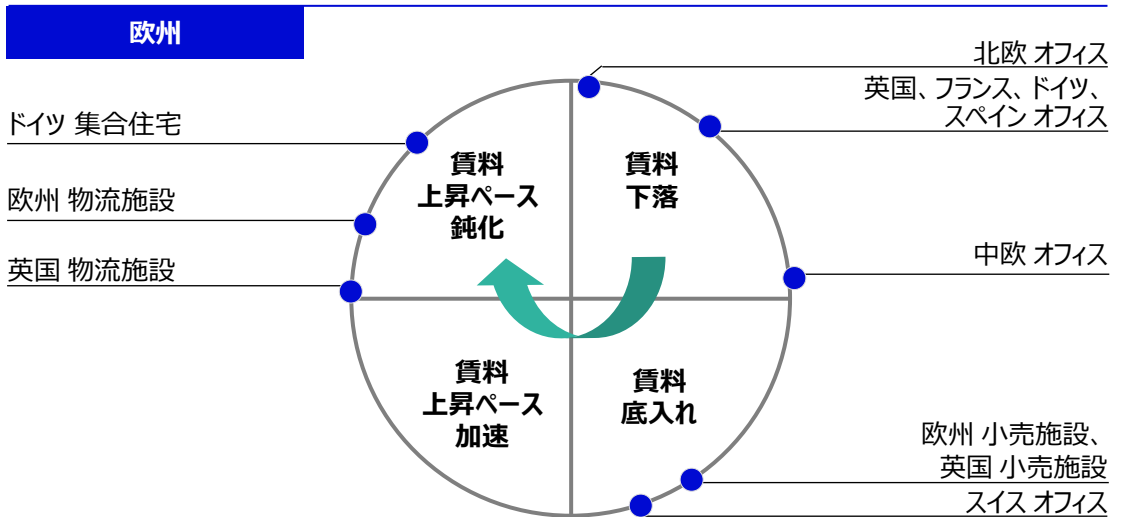 欧州
北欧 オフィス
英国、フランス、ドイツ、
スペイン オフィス
ドイツ 集合住宅
賃料
上昇ペース
鈍化
賃料
下落
欧州 物流施設
英国 物流施設
中欧 オフィス
賃料
上昇ペース
加速
賃料
底入れ
欧州 小売施設、
英国 小売施設
スイス オフィス